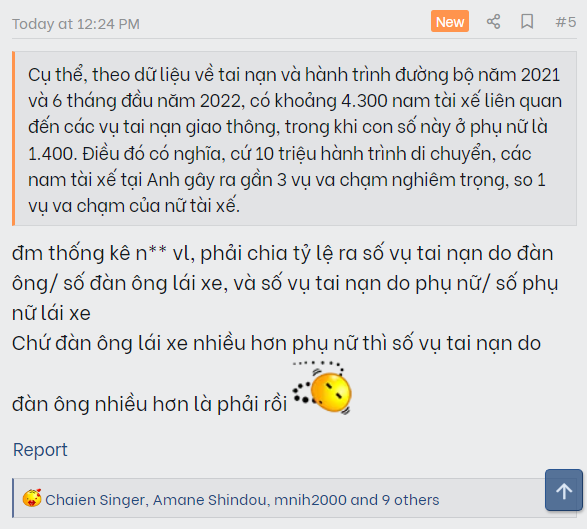 Today at 12:24 PM
New
#5
Cụ thể, theo dữ liệu về tai nạn và hành trình đường bộ năm 2021
và 6 tháng đầu năm 2022, có khoảng 4.300 nam tài xế liên quan
đến các vụ tai nạn giao thông, trong khi con số này ở phụ nữ là
1.400. Điều đó có nghĩa, cứ 10 triệu hành trình di chuyển, các
nam tài xế tại Anh gây ra gần 3 vụ va chạm nghiêm trọng, so 1
vụ va chạm của nữ tài xế.
đm thống kê n** vl, phải chia tỷ lệ ra số vụ tai nạn do đàn
ông/ số đàn ông lái xe, và số vụ tai nạn do phụ nữ/ số phụ
nữ lái xe
Chứ đàn ông lái xe nhiều hơn phụ nữ thì số vụ tai nạn do
đàn ông nhiều hơn là phải rồi
Report
Chaien Singer, Amane Shindou, mnih2000 and 9 others